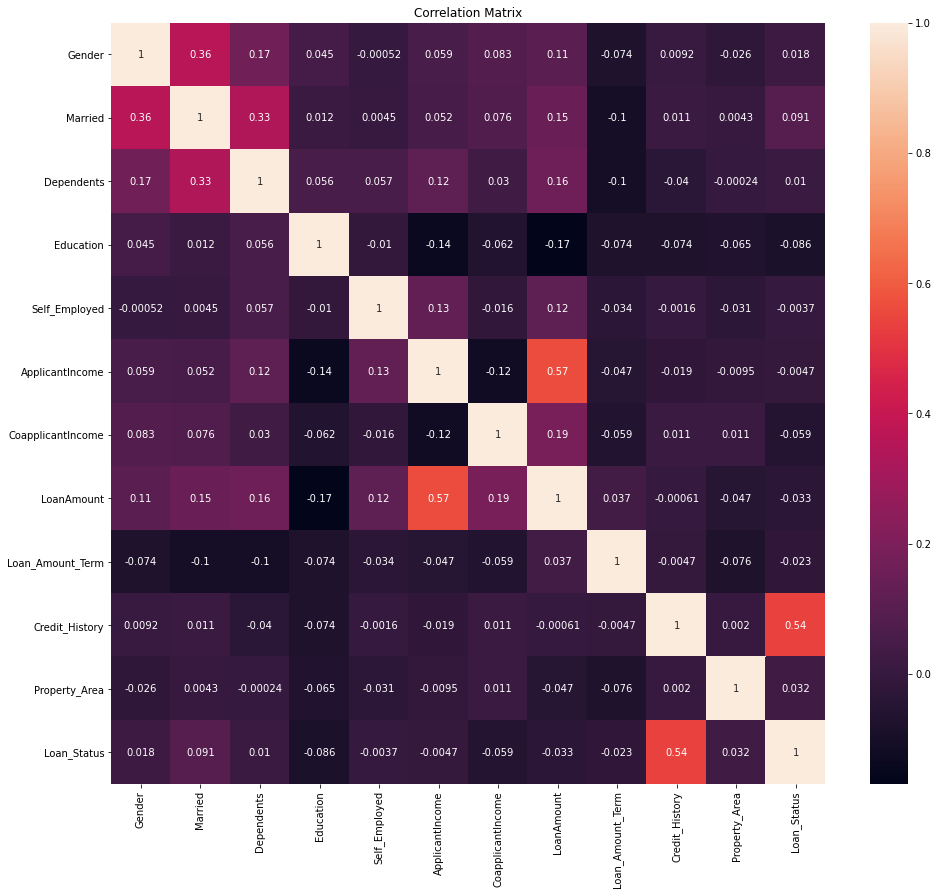 Correlation Matrix
Gender 1 0.36 0.17 0.045 -0.00052 0.059 0.083 0.11 -0.074 0.0092 -0.026 0.018
Married 0.36 1 0.33 0.012 0.0045 0.052 0.076 0.15 -0.1 0.011 0.0043 0.091
Dependents 0.17 0.33 1 0.056 0.057 0.12 0.03 0.16 -0.1 -0.04 -0.00024 0.01
Education 0.045 0.012 0.056 1 -0.01 -0.14 -0.062 -0.17 -0.074 -0.074 -0.065 -0.086
Self_Employed -0.00052 0.0045 0.057 -0.01 1 0.13 -0.016 0.12 -0.034 -0.0016 -0.031 -0.0037
ApplicantIncome 0.059 0.052 0.12 -0.14 0.13 1 -0.12 0.57 -0.047 -0.019 -0.0095 -0.0047
CoapplicantIncome 0.083 0.076 0.03 -0.062 -0.016 -0.12 1 0.19 -0.059 0.011 0.011 -0.059
LoanAmount 0.11 0.15 0.16 -0.17 0.12 0.57 0.19 1 0.037 -0.00061 -0.047 -0.033
Loan_Amount_Term -0.074 -0.1 -0.1 -0.074 -0.034 -0.047 -0.059 0.037 1 -0.0047 -0.076 -0.023
Credit_History 0.0092 0.011 -0.04 -0.074 -0.0016 -0.019 0.011 -0.00061 -0.0047 1 0.002 0.54
Property_Area -0.026 0.0043 -0.00024 -0.065 -0.031 -0.0095 0.011 -0.047 -0.076 0.002 1 0.032
Loan_Status 0.018 0.091 0.01 -0.086 -0.0037 -0.0047 -0.059 -0.033 -0.023 0.54 0.032 1
Gender
Married
Dependents
Education
Self_Employed
ApplicantIncome
CoapplicantIncome
LoanAmount
Loan_Amount_Term
Credit_History
Property_Area
Loan_Status
1.0
0.8
0.6
0.4
0.2
0.0